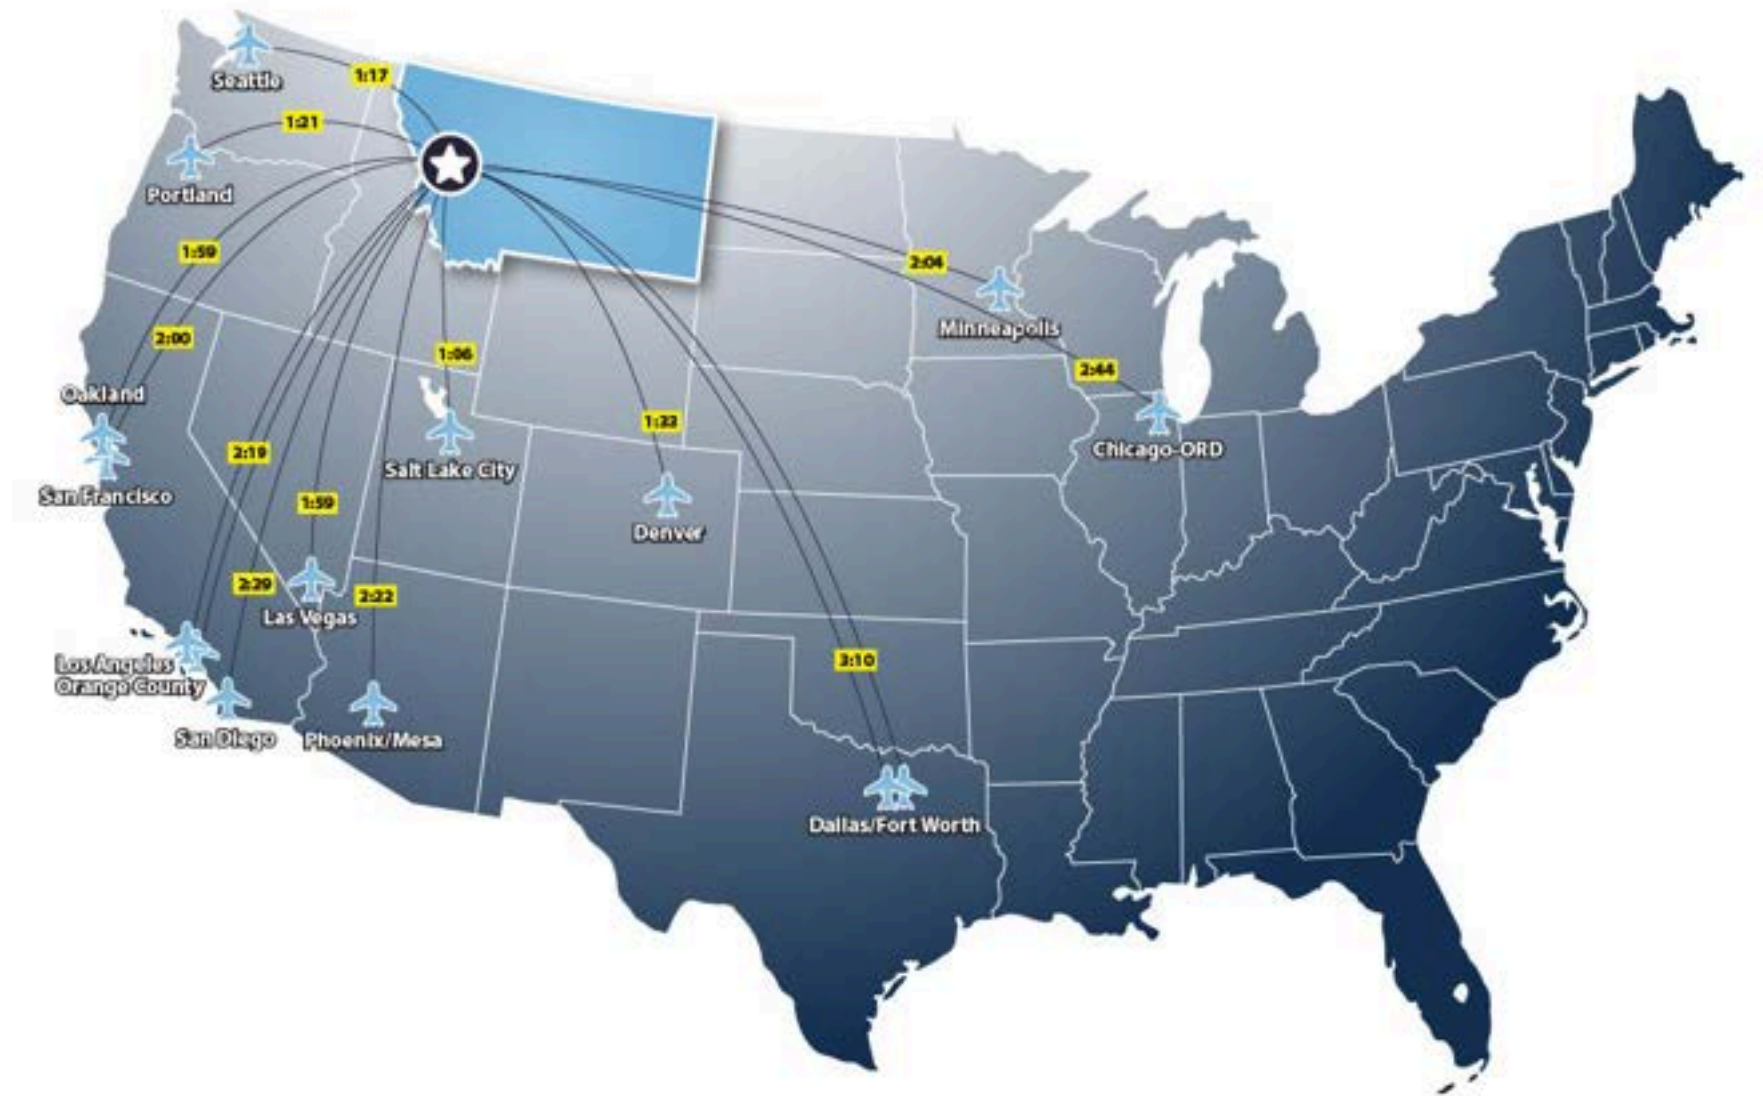 Seattle
1:17
1:21
Portland
1:59
2:04
Minneapolis
2:00
1:06
2:44
Oakland
1:33
Chicago-ORD
2:19
Salt Lake City
San Francisco
1:59
Denver
2:29
2:22
Las Vegas
3:10
Los Angeles
Orange County
San Diego
Phoenix/Mesa
Dallas/Fort Worth